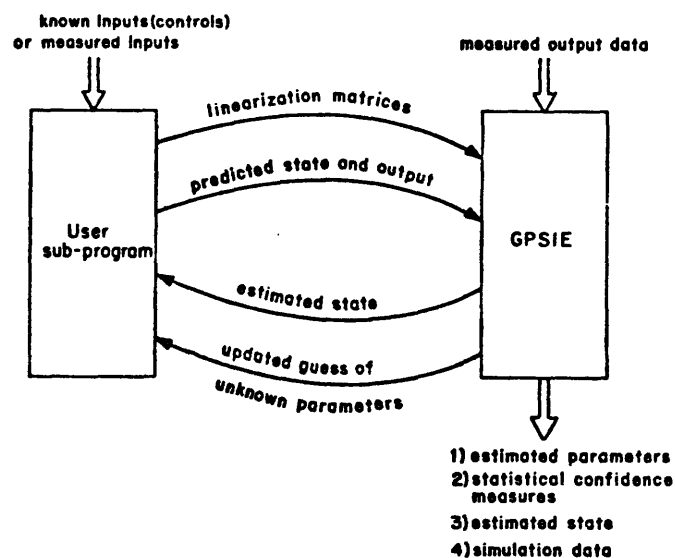 known inputs(controls)
or measured inputs
measured output data
linearization matrices
predicted state and output
User
sub-program
GPSIE
estimated state
updated guess of
unknown parameters
1) estimated parameters
2) statistical confidence
measures
3) estimated state
4) simulation data